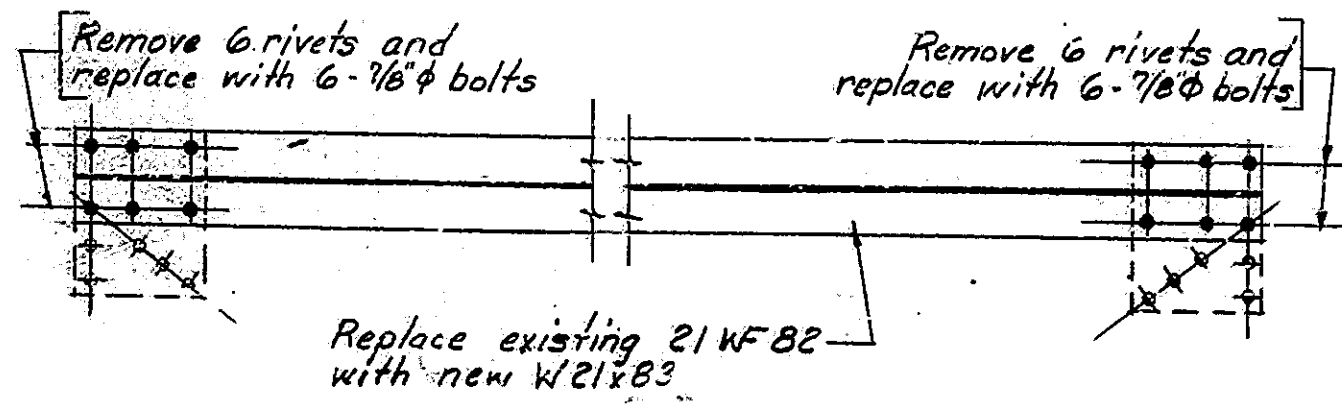 Remove 6 rivets and
replace with 6-7/8"φ bolts
Remove 6 rivets and
replace with 6-7/8"φ bolts
Replace existing 21 WF 82
with new W21x83